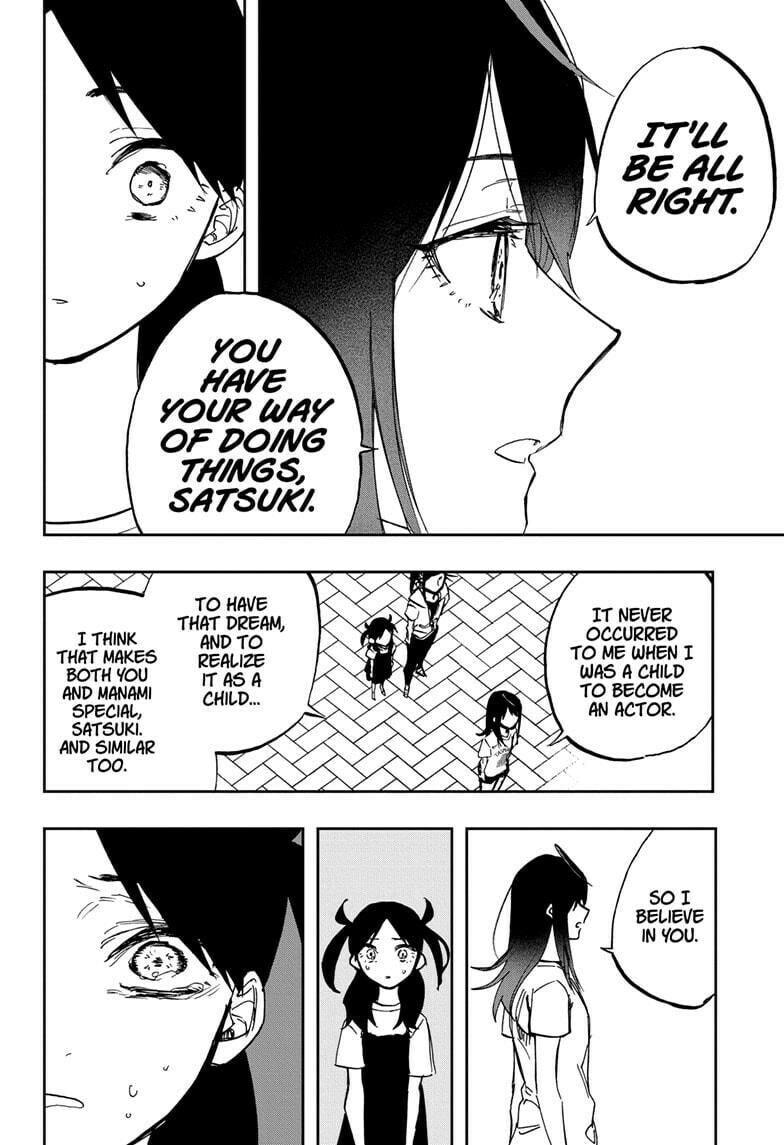 IT'LL
BE ALL
RIGHT.
YOU
HAVE
YOUR WAY
OF DOING
THINGS,
SATSUKI.
IT NEVER
OCCURRED
TO ME WHEN I
WAS A CHILD
TO BECOME
AN ACTOR.
TO HAVE
THAT DREAM,
AND TO
REALIZE
IT AS A
CHILD...
I THINK
THAT MAKES
BOTH YOU
AND MANAMI
SPECIAL,
SATSUKI.
AND SIMILAR
TOO.
SO I
BELIEVE
IN YOU.